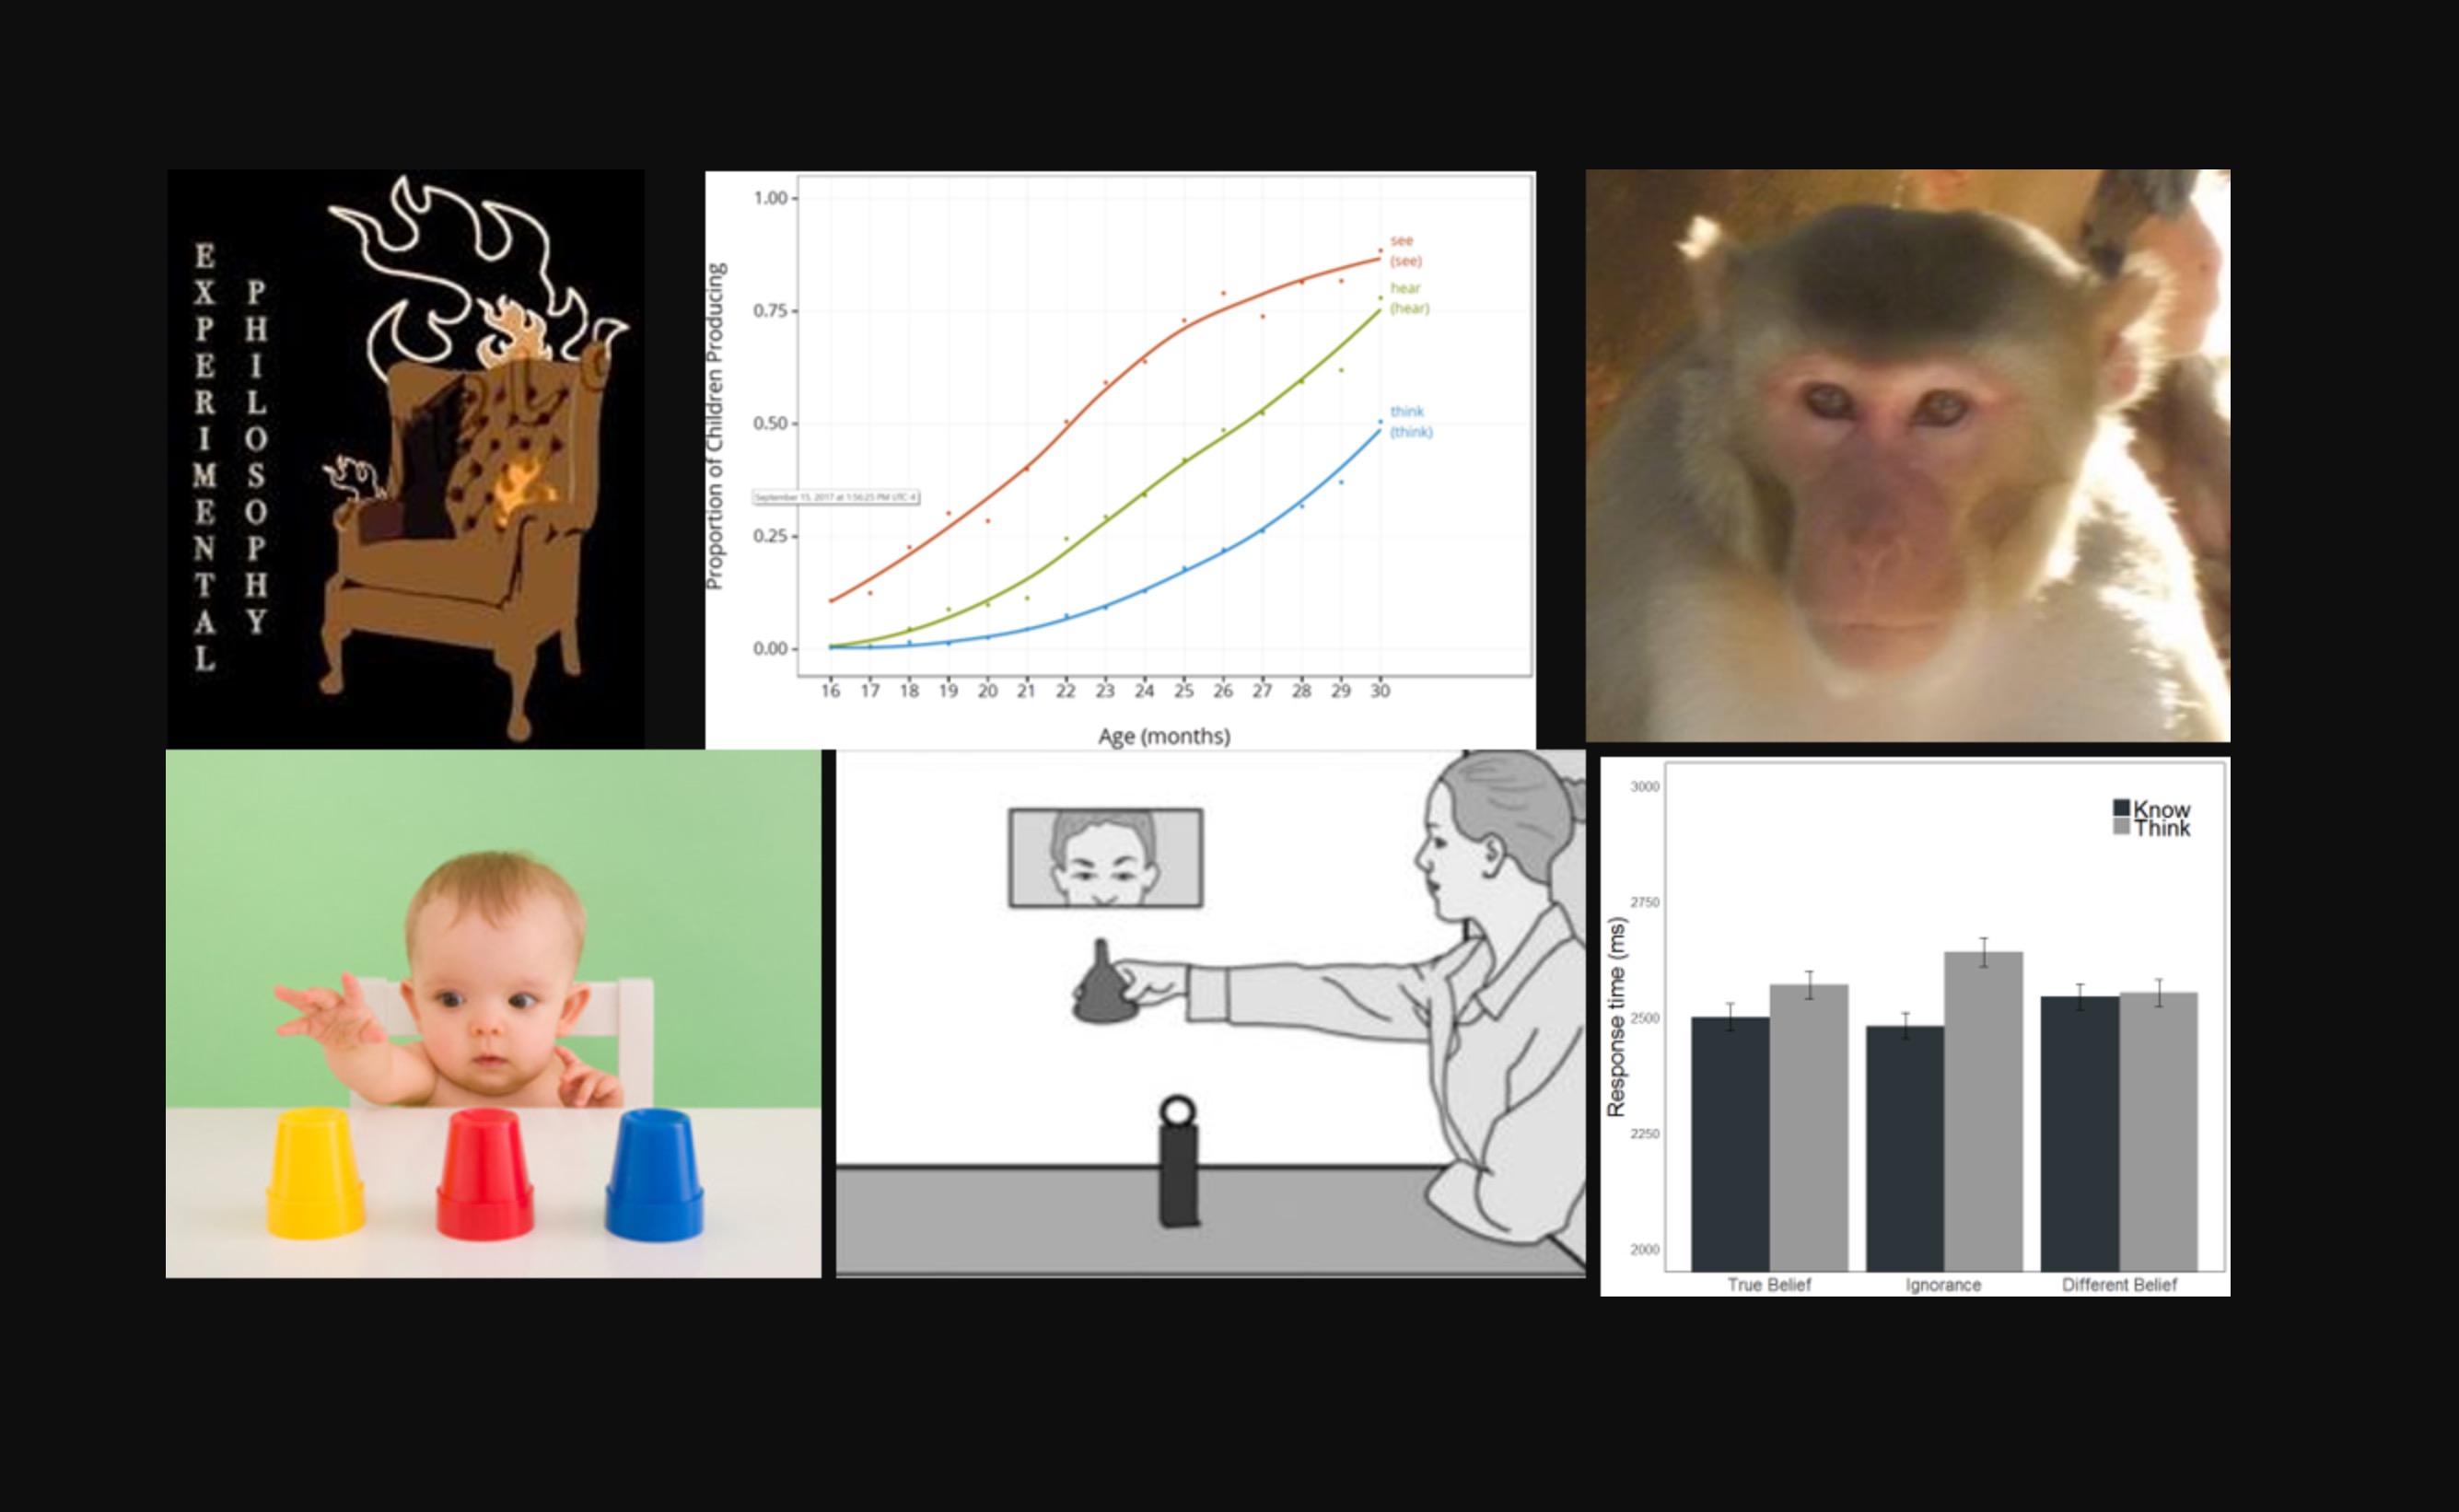 EXPERIMENTAL
PHILOSOPHY
Proportion of Children Producing
1.00
0.75
0.50
0.25
0.00
see
(see)
hear
(hear)
think
(think)
September 15, 2017 at 1:56:25 PM UTC-4
16 17 18 19 20 21 22 23 24 25 26 27 28 29 30
Age (months)
Response time (ms)
3000
2750
2500
2250
2000
Know
Think
True Belief Ignorance Different Belief